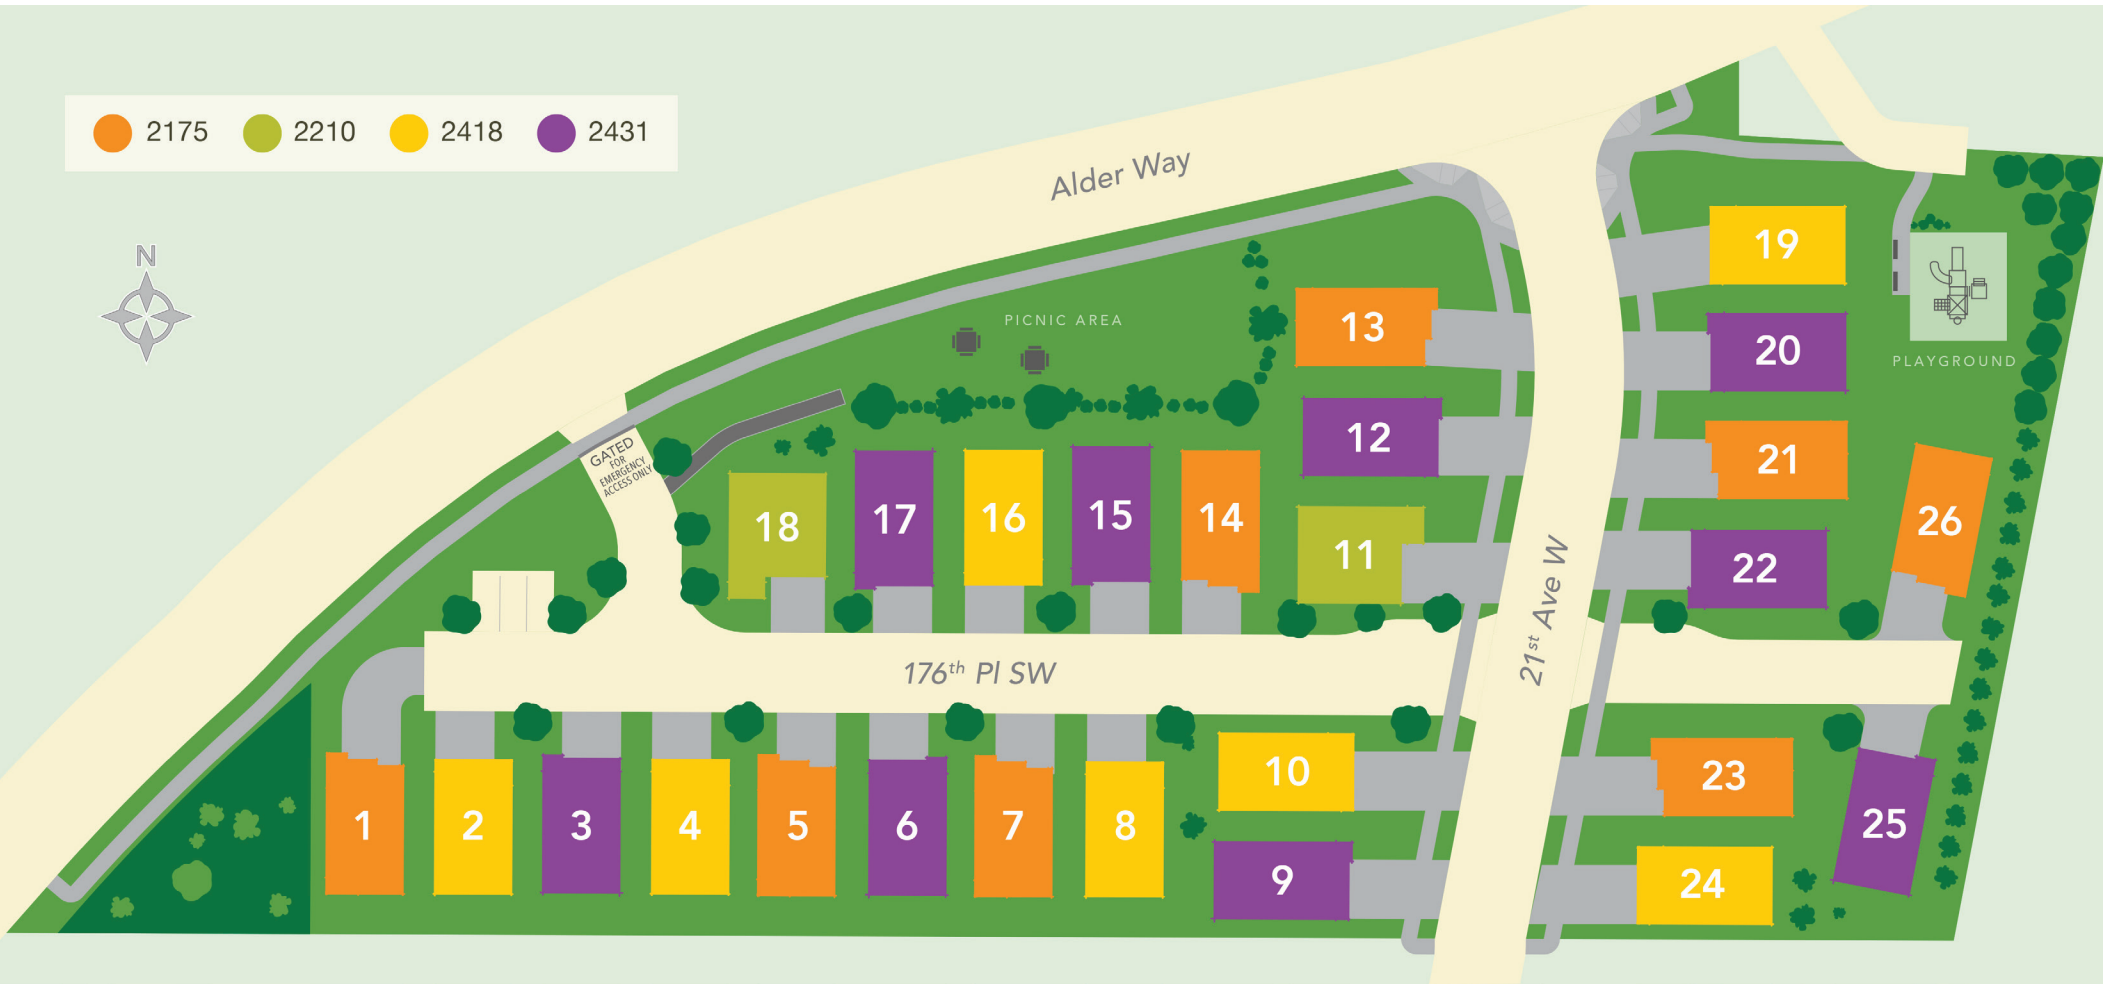 2175 2210 2418 2431
N
Alder Way
PICNIC AREA
PLAYGROUND
GATED
FOR
EMERGENCY
ACCESS ONLY
19
13
20
12
21
18
17
16
15
14
11
26
22
176th Pl SW
21st Ave W
1
2
3
4
5
6
7
8
10
9
23
24
25